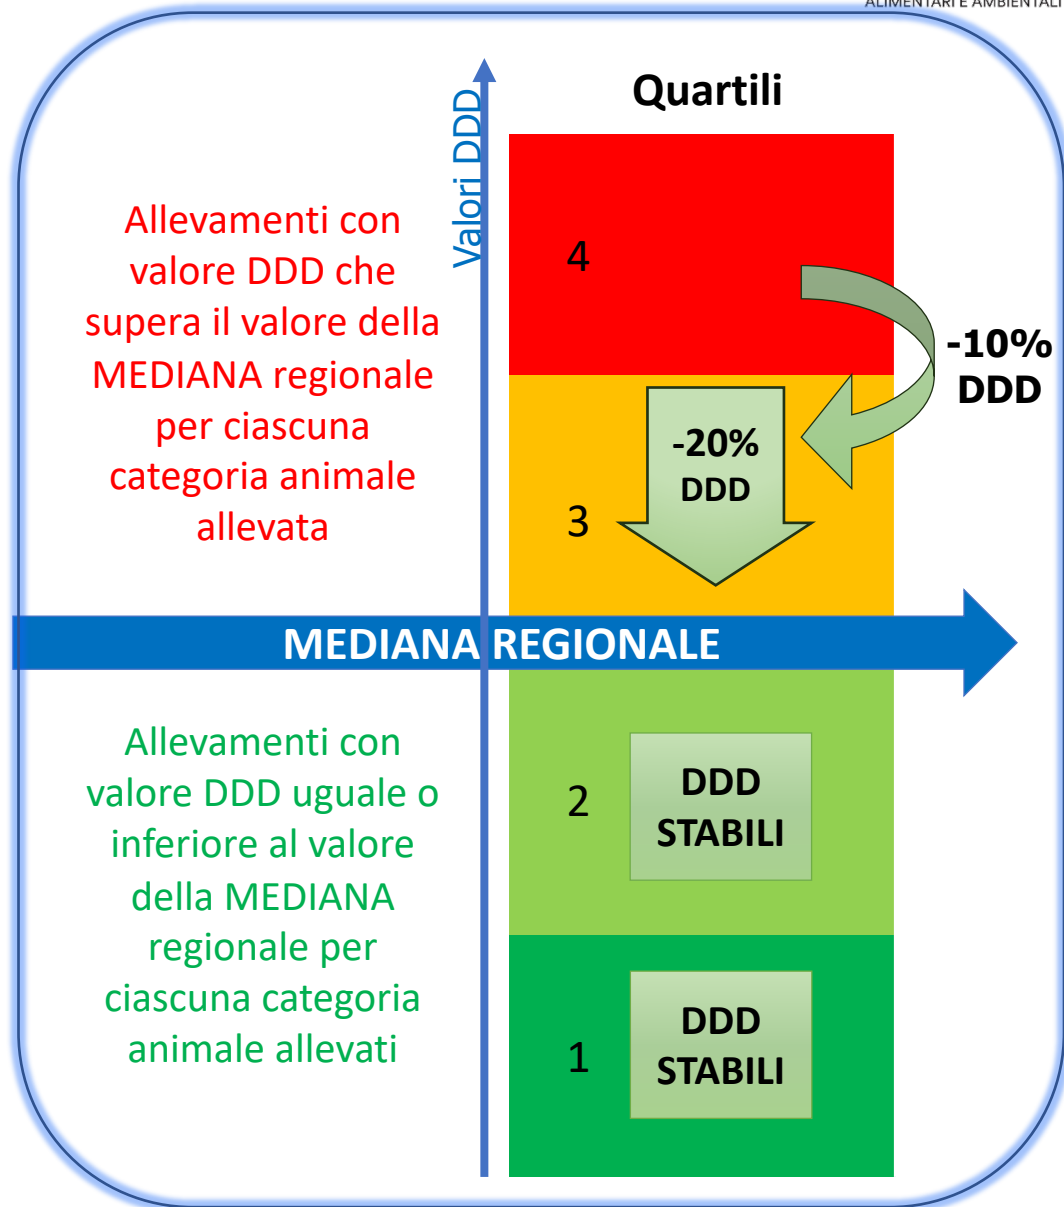 ALIMENTARI E AMBIENTALI
Quartili
Valori DDD
Allevamenti con
valore DDD che
supera il valore della
MEDIANA regionale
per ciascuna
categoria animale
allevata
4
-10%
DDD
-20%
DDD
3
MEDIANA REGIONALE
Allevamenti con
valore DDD uguale o
inferiore al valore
della MEDIANA
regionale per
ciascuna categoria
animale allevati
2
DDD
STABILI
1
DDD
STABILI